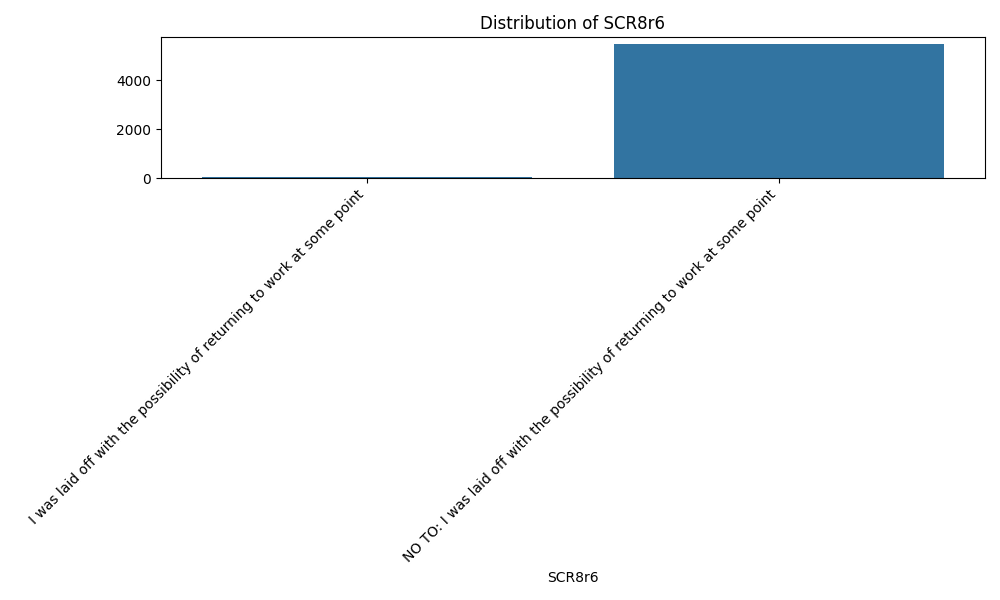 Distribution of SCR8r6
4000
2000
0
I was laid off with the possibility of returning to work at some point
NO TO: I was laid off with the possibility of returning to work at some point
SCR8r6